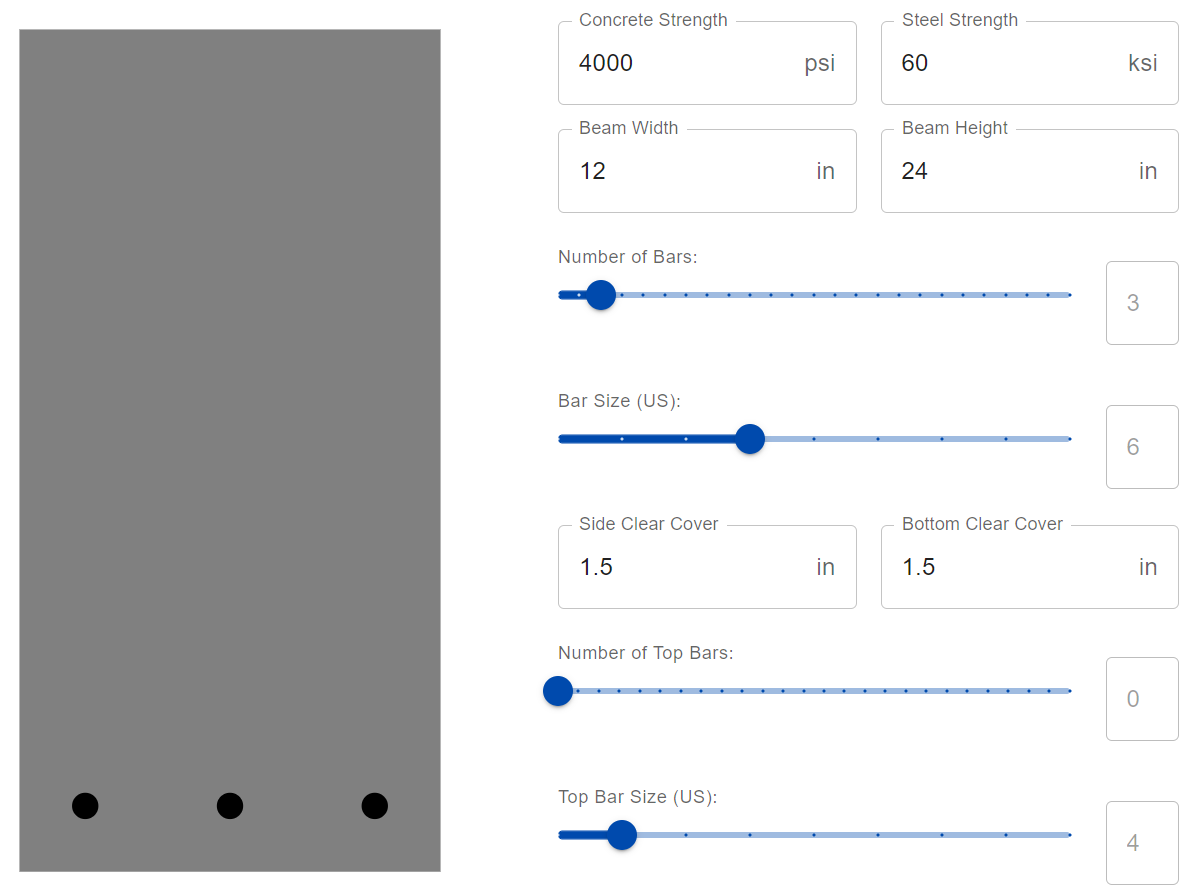 Concrete Strength
4000 psi
Steel Strength
60 ksi
Beam Width
12 in
Beam Height
24 in
Number of Bars:
3
Bar Size (US):
6
Side Clear Cover
1.5 in
Bottom Clear Cover
1.5 in
Number of Top Bars:
0
Top Bar Size (US):
4